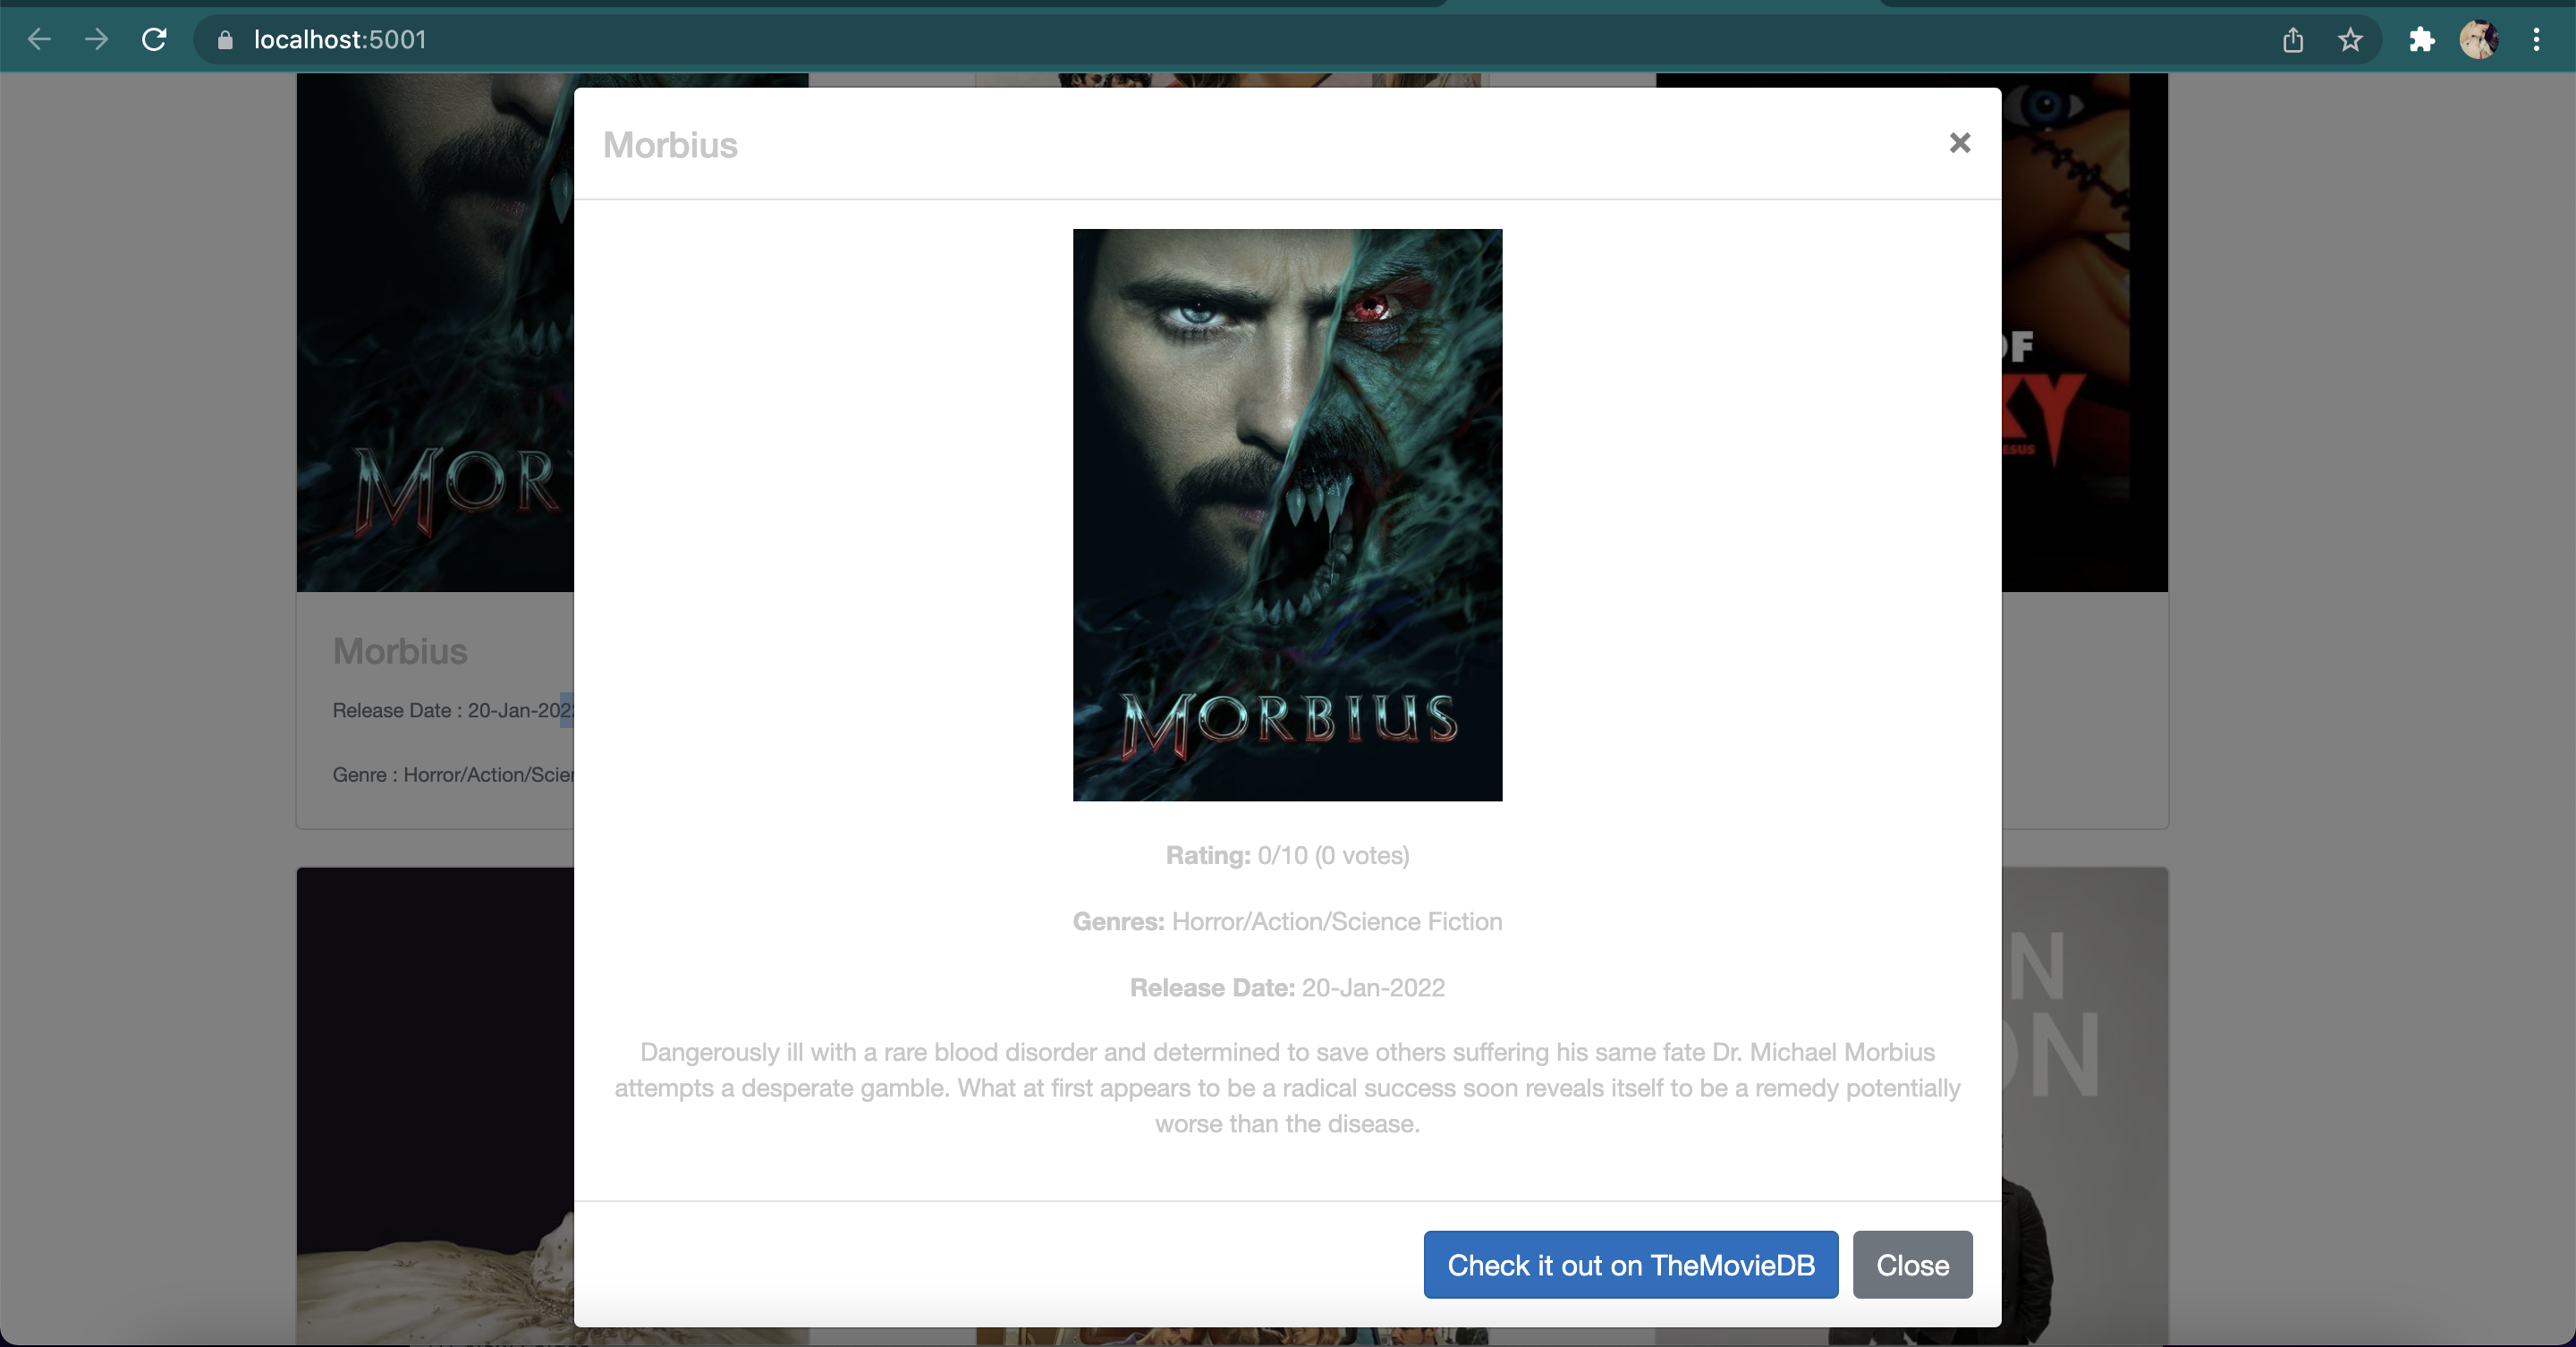 localhost:5001
Morbius
MORBIUS
Rating: 0/10 (0 votes)
Genres: Horror/Action/Science Fiction
Release Date: 20-Jan-2022
Dangerously ill with a rare blood disorder and determined to save others suffering his same fate Dr. Michael Morbius
attempts a desperate gamble. What at first appears to be a radical success soon reveals itself to be a remedy potentially
worse than the disease.
Check it out on TheMovieDB
Close
MOR
Morbius
Release Date : 20-Jan-202
Genre : Horror/Action/Scien
OF
KY
ESUS
N
ON